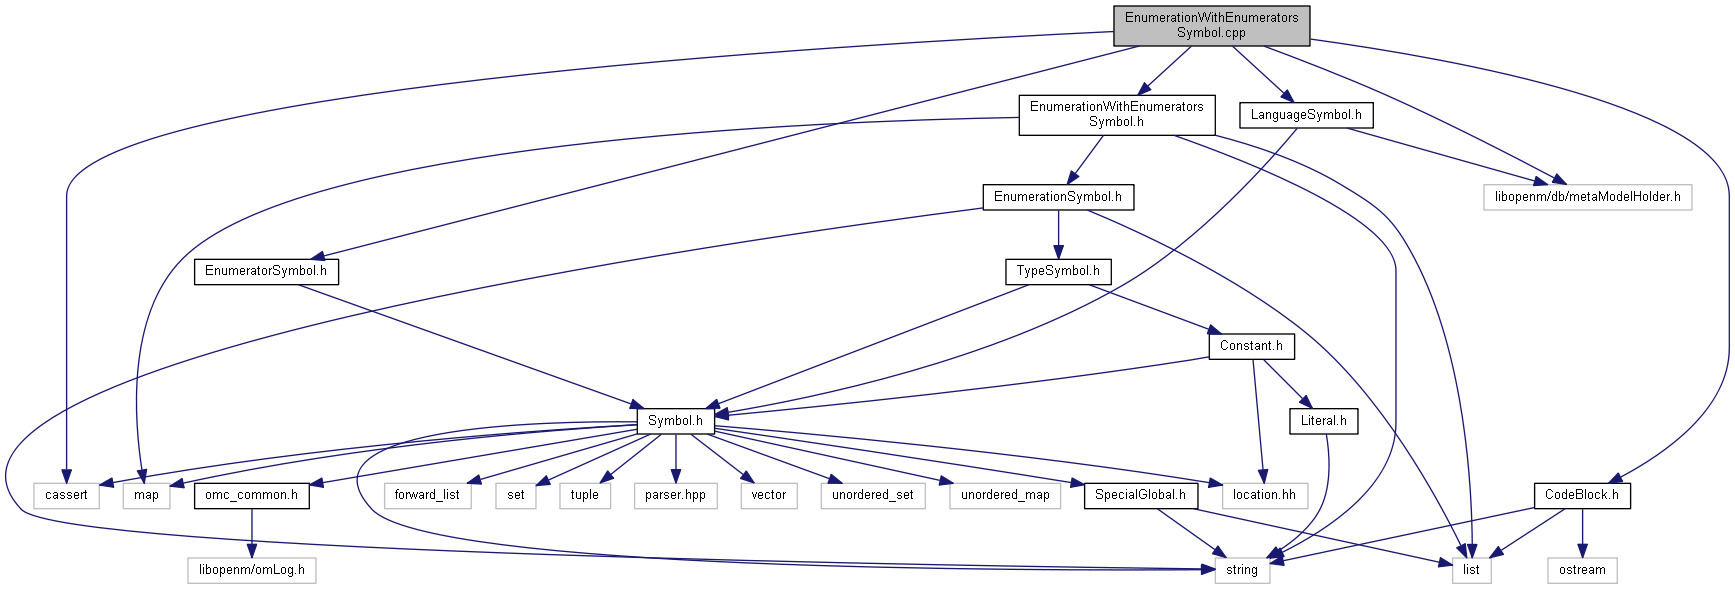 EnumerationWithEnumerators
Symbol.cpp
EnumerationWithEnumerators
Symbol.h
LanguageSymbol.h
EnumerationSymbol.h
libopenm/db/metaModelHolder.h
EnumeratorSymbol.h
TypeSymbol.h
Constant.h
Symbol.h
Literal.h
cassert
map
omc_common.h
forward_list
set
tuple
parser.hpp
vector
unordered_set
unordered_map
SpecialGlobal.h
location.hh
CodeBlock.h
libopenm/omLog.h
string
list
ostream